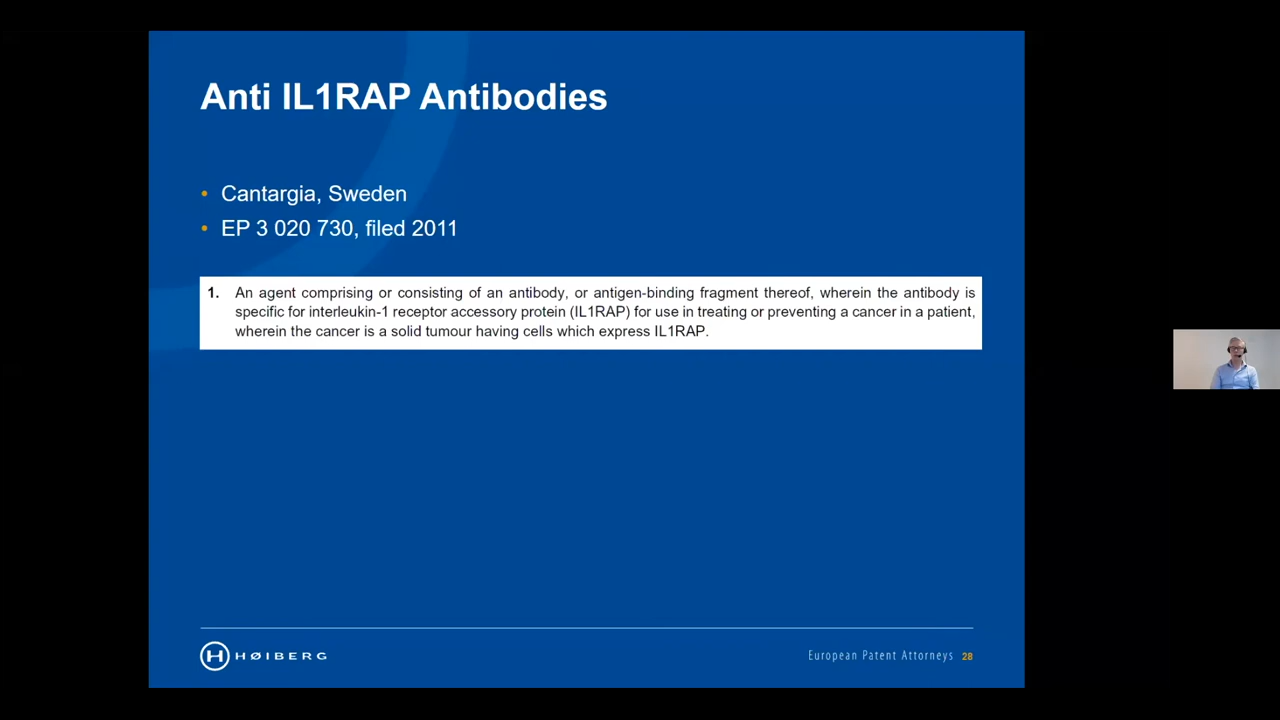 Anti IL1RAP Antibodies
• Cantargia, Sweden
• EP 3 020 730, filed 2011
1. An agent comprising or consisting of an antibody, or antigen-binding fragment thereof, wherein the antibody is
specific for interleukin-1 receptor accessory protein (IL1RAP) for use in treating or preventing a cancer in a patient,
wherein the cancer is a solid tumour having cells which express IL1RAP.
H HØIBERG
European Patent Attorneys 28